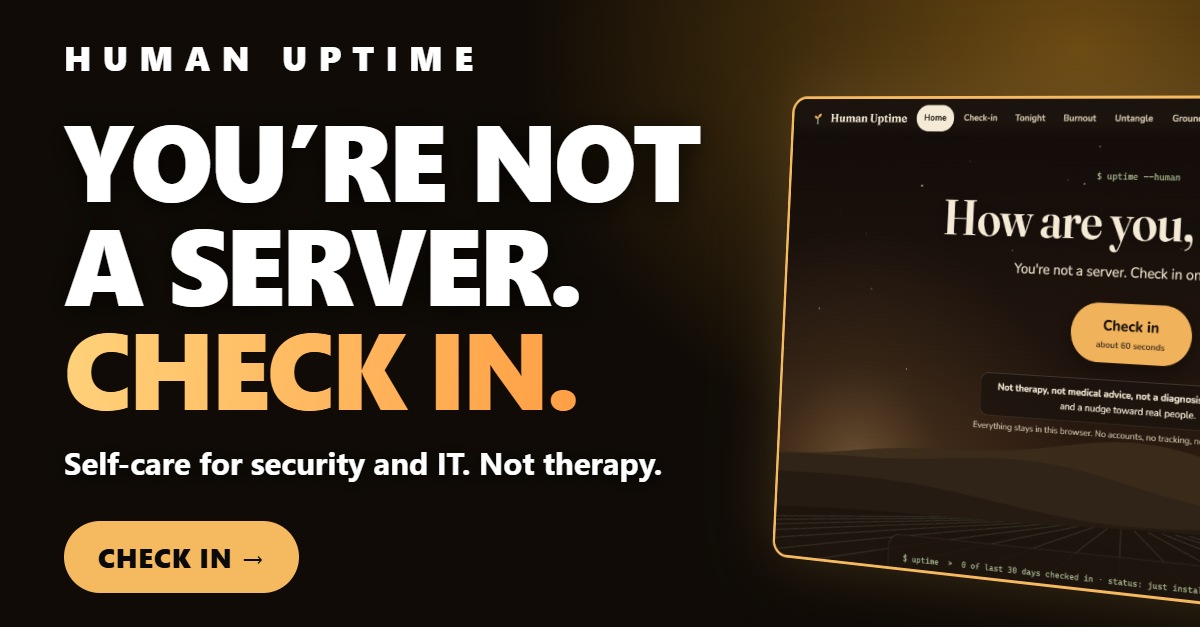 HUMAN UPTIME
YOU’RE NOT
A SERVER.
CHECK IN.
Self-care for security and IT. Not therapy.
CHECK IN →
Human Uptime Home Check-in Tonight Burnout Untangle
$ uptime --human
How are you,
You're not a server. Check in
Check in
about 60 seconds
Not therapy, not medical advice, not a
and a nudge toward real people.
Everything stays in this browser. No accounts, no tracking,
$ uptime > 0 of last 30 days checked in · status: just